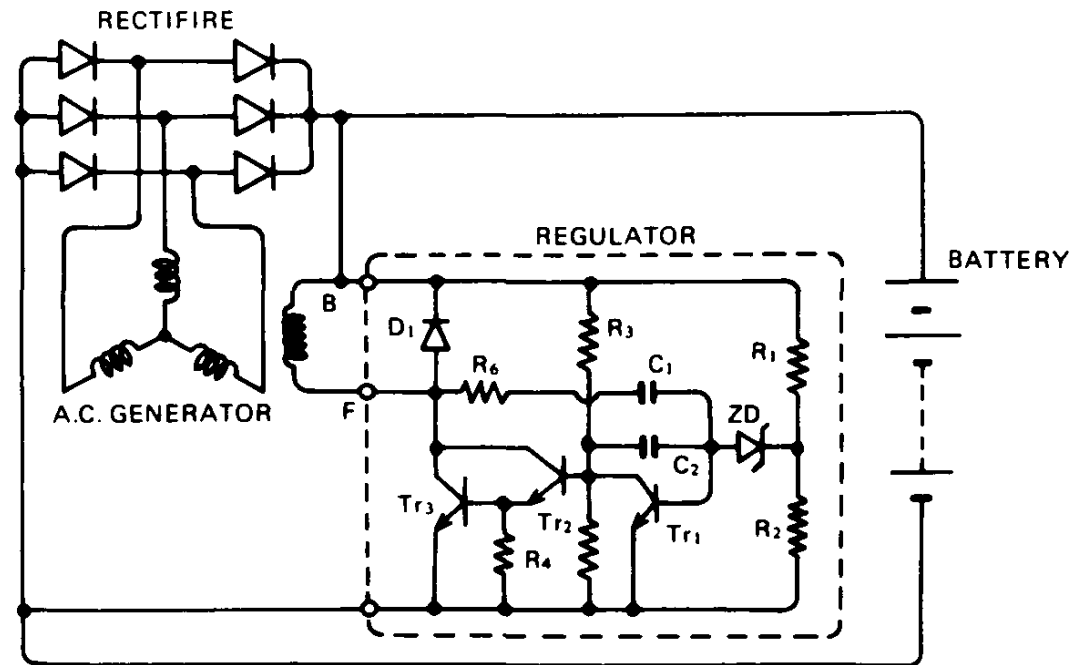 RECTIFIRE
A.C. GENERATOR
REGULATOR
BATTERY
B
F
D₁
R₆
R₃
C₁
R₁
ZD
C₂
Tr₃
Tr₂
Tr₁
R₄
R₂